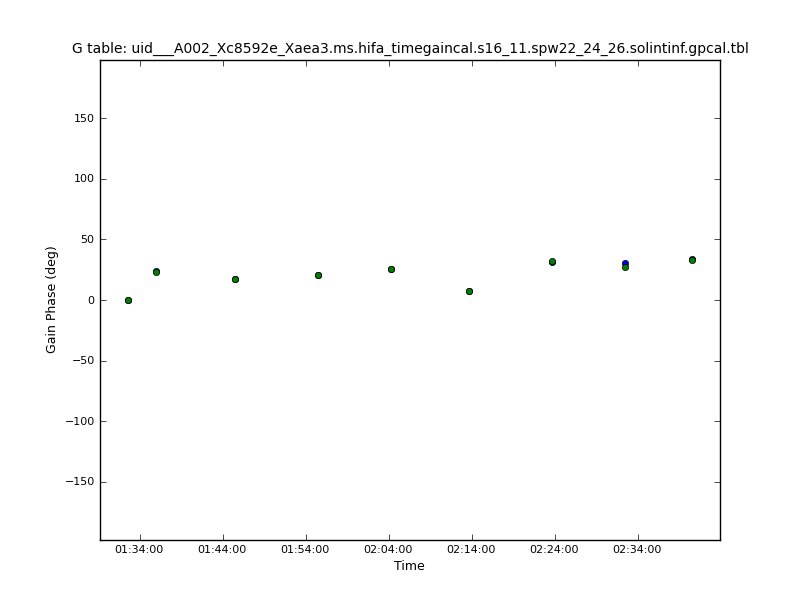 G table: uid___A002_Xc8592e_Xaea3.ms.hifa_timegaincal.s16_11.spw22_24_26.solintinf.gpcal.tbl
150
100
50
0
−50
−100
−150
Gain Phase (deg)
01:34:00 01:44:00 01:54:00 02:04:00 02:14:00 02:24:00 02:34:00
Time